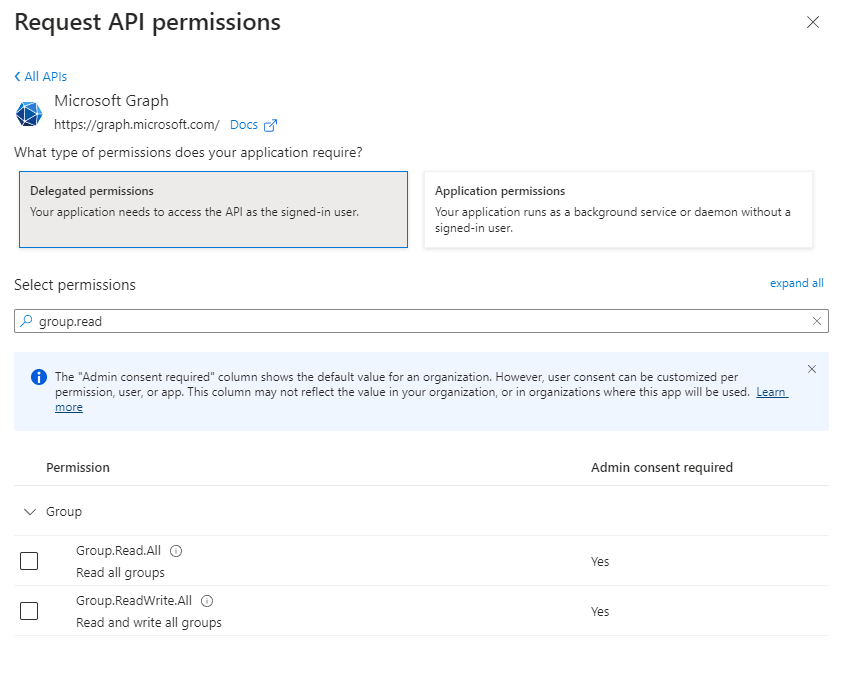 Request API permissions
All APIs
Microsoft Graph
https://graph.microsoft.com/ Docs
What type of permissions does your application require?
Delegated permissions
Your application needs to access the API as the signed-in user.
Application permissions
Your application runs as a background service or daemon without a
signed-in user.
Select permissions
expand all
group.read
The "Admin consent required" column shows the default value for an organization. However, user consent can be customized per
permission, user, or app. This column may not reflect the value in your organization, or in organizations where this app will be used. Learn
more
Permission
Admin consent required
Group
Group.Read.All
Read all groups
Yes
Group.ReadWrite.All
Read and write all groups
Yes